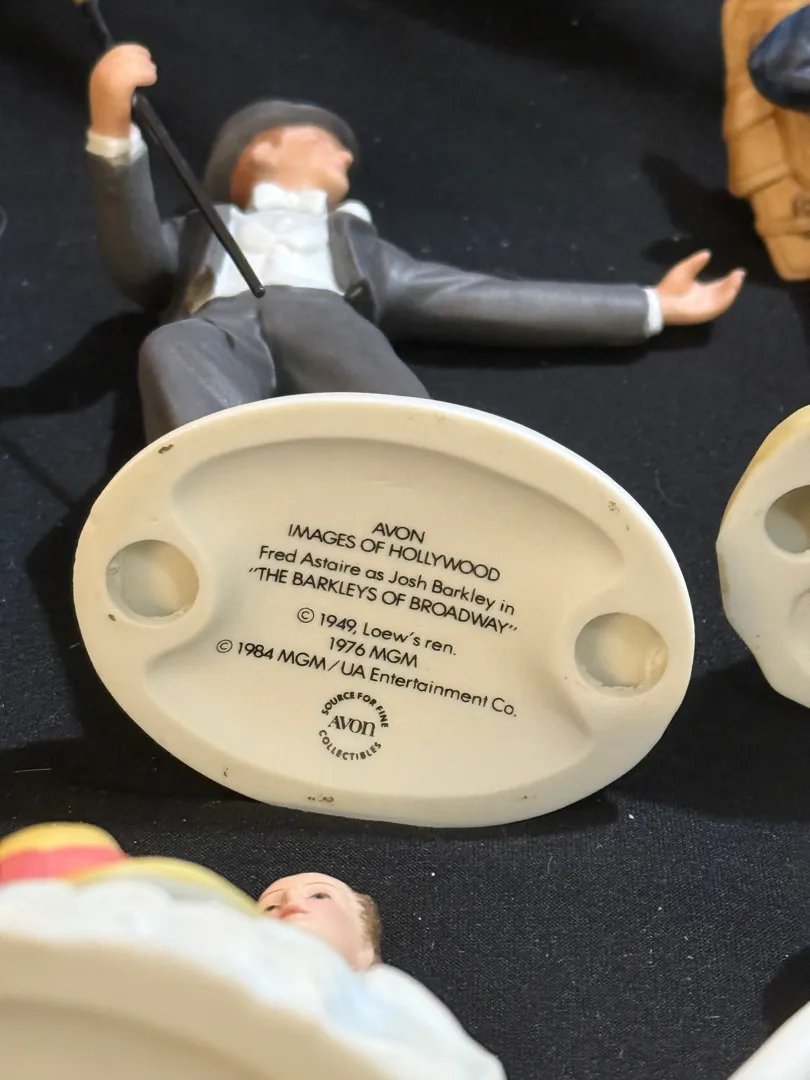 AVON
IMAGES OF HOLLYWOOD
Fred Astaire as Josh Barkley in
"THE BARKLEYS OF BROADWAY"
© 1949, Loew's ren.
1976 MGM
© 1984 MGM/UA Entertainment Co.
SOURCE FOR FINE
AVON
COLLECTIBLES